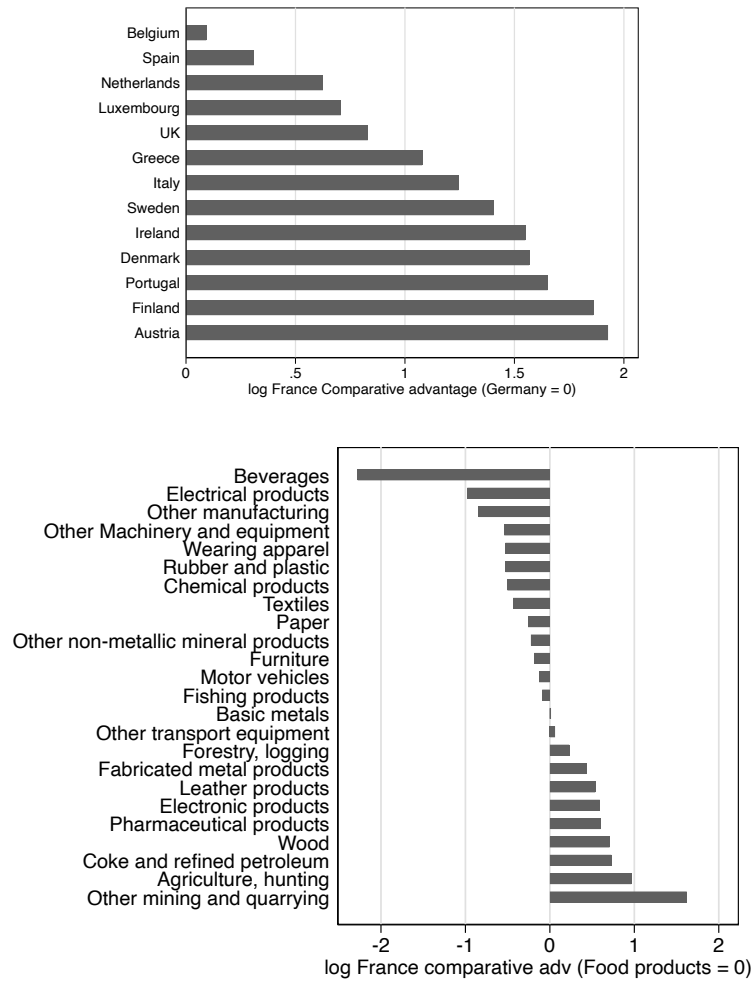 Belgium
Spain
Netherlands
Luxembourg
UK
Greece
Italy
Sweden
Ireland
Denmark
Portugal
Finland
Austria
0 .5 1 1.5 2
log France Comparative advantage (Germany = 0)
Beverages
Electrical products
Other manufacturing
Other Machinery and equipment
Wearing apparel
Rubber and plastic
Chemical products
Textiles
Paper
Other non-metallic mineral products
Furniture
Motor vehicles
Fishing products
Basic metals
Other transport equipment
Forestry, logging
Fabricated metal products
Leather products
Electronic products
Pharmaceutical products
Wood
Coke and refined petroleum
Agriculture, hunting
Other mining and quarrying
-2 -1 0 1 2
log France comparative adv (Food products = 0)